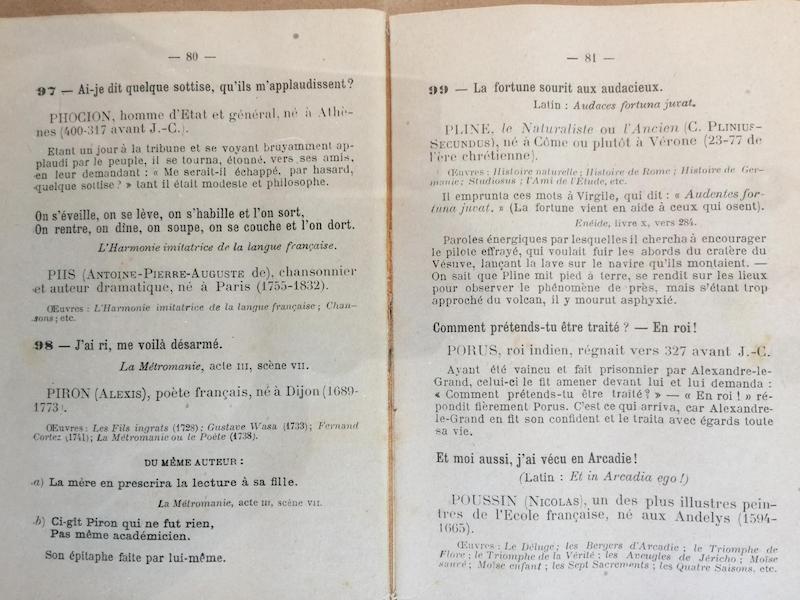 — 80 —
97 — Ai-je dit quelque sottise, qu'ils m'applaudissent?
PHOCION, homme d'Etat et général, né à Athè-
nes (400-317 avant J.-C.).
Etant un jour à la tribune et se voyant bruyamment ap-
plaudi par le peuple, il se tourna, étonné, vers ses amis,
en leur demandant : « Me serait-il échappé, par hasard,
quelque sottise? » tant il était modeste et philosophe.
On s'éveille, on se lève, on s'habille et l'on sort,
On rentre, on dîne, on soupe, on se couche et l'on dort.
L'Harmonie imitatrice de la langue française.
PIIS (ANTOINE-PIERRE-AUGUSTE de), chansonnier
et auteur dramatique, né à Paris (1755-1832).
Œuvres : L'Harmonie imitatrice de la langue française; Chan-
sons; etc.
98 — J'ai ri, me voilà désarmé.
La Métromanie, acte III, scène VII.
PIRON (ALEXIS), poète français, né à Dijon (1689-
1773).
Œuvres : Les Fils ingrats (1728); Gustave Wasa (1733); Fernand
Cortez (1741); La Métromanie ou le Poète (1738).
DU MÊME AUTEUR :
a) La mère en prescrira la lecture à sa fille.
La Métromanie, acte III, scène VII.
b) Ci-gît Piron qui ne fut rien,
Pas même académicien.
Son épitaphe faite par lui-même.
— 81 —
99 — La fortune sourit aux audacieux.
Latin : Audaces fortuna juvat.
PLINE, le Naturaliste ou l'Ancien (C. PLINIUS-
SECUNDUS), né à Côme ou plutôt à Vérone (23-77 de
l'ère chrétienne).
Œuvres : Histoire naturelle; Histoire de Rome; Histoire de Ger-
manie; Studiosus; l'Ami de l'Etude, etc.
Il emprunta ces mots à Virgile, qui dit : « Audentes for-
tuna juvat. » (La fortune vient en aide à ceux qui osent).
Enéide, livre X, vers 284.
Paroles énergiques par lesquelles il chercha à encourager
le pilote effrayé, qui voulait fuir les abords du cratère du
Vésuve, lançant la lave sur le navire qu'ils montaient. —
On sait que Pline mit pied à terre, se rendit sur les lieux
pour observer le phénomène de près, mais s'étant trop
approché du volcan, il y mourut asphyxié.
Comment prétends-tu être traité ? — En roi!
PORUS, roi indien, régnait vers 327 avant J.-C.
Ayant été vaincu et fait prisonnier par Alexandre-le-
Grand, celui-ci le fit amener devant lui et lui demanda :
« Comment prétends-tu être traité? » — « En roi ! » ré-
pondit fièrement Porus. C'est ce qui arriva, car Alexandre-
le-Grand en fit son confident et le traita avec égards toute
sa vie.
Et moi aussi, j'ai vécu en Arcadie!
(Latin : Et in Arcadia ego!)
POUSSIN (NICOLAS), un des plus illustres pein-
tres de l'Ecole française, né aux Andelys (1594-
1665).
Œuvres : Le Déluge; les Bergers d'Arcadie; le Triomphe de
Flore; le Triomphe de la Vérité; les Aveugles de Jéricho; Moïse
sauvé; Moïse enfant; les Sept Sacrements; les Quatre Saisons, etc.